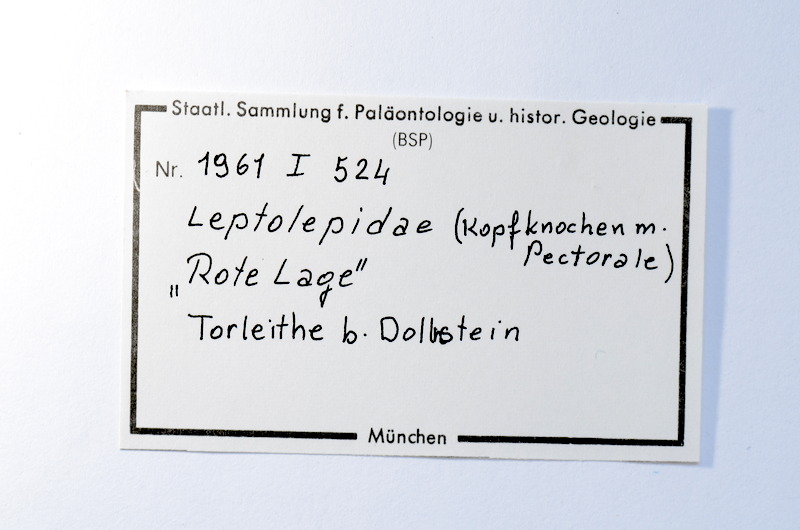 Staatl. Sammlung f. Paläontologie u. histor. Geologie
(BSP)
Nr. 1961 I 524
Leptolepidae (Kopfknochen m.
Pectorale)
„Rote Lage"
Torleithe b. Dollnstein
München